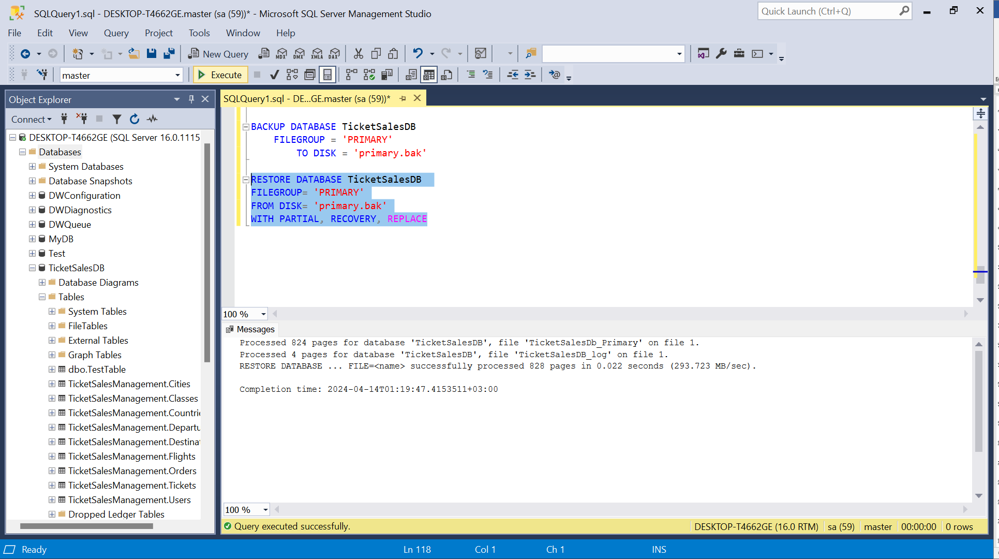 SQLQuery1.sql - DESKTOP-T4662GE.master (sa (59))* - Microsoft SQL Server Management Studio
Quick Launch (Ctrl+Q)
File Edit View Query Project Tools Window Help
New Query MDX DMX XMLA DAX
master Execute
Object Explorer
Connect
DESKTOP-T4662GE (SQL Server 16.0.1115
Databases
System Databases
Database Snapshots
DWConfiguration
DWDiagnostics
DWQueue
MyDB
Test
TicketSalesDB
Database Diagrams
Tables
System Tables
FileTables
External Tables
Graph Tables
dbo.TestTable
TicketSalesManagement.Cities
TicketSalesManagement.Classes
TicketSalesManagement.Countrie
TicketSalesManagement.Departu
TicketSalesManagement.Destinat
TicketSalesManagement.Flights
TicketSalesManagement.Orders
TicketSalesManagement.Tickets
TicketSalesManagement.Users
Dropped Ledger Tables
SQLQuery1.sql - DE...GE.master (sa (59))*
BACKUP DATABASE TicketSalesDB
FILEGROUP = 'PRIMARY'
TO DISK = 'primary.bak'
RESTORE DATABASE TicketSalesDB
FILEGROUP= 'PRIMARY'
FROM DISK= 'primary.bak'
WITH PARTIAL, RECOVERY, REPLACE
100 %
Messages
Processed 824 pages for database 'TicketSalesDB', file 'TicketSalesDb_Primary' on file 1.
Processed 4 pages for database 'TicketSalesDB', file 'TicketSalesDB_log' on file 1.
RESTORE DATABASE ... FILE=<name> successfully processed 828 pages in 0.022 seconds (293.723 MB/sec).
Completion time: 2024-04-14T01:19:47.4153511+03:00
100 %
Query executed successfully. DESKTOP-T4662GE (16.0 RTM) sa (59) master 00:00:00 0 rows
Ready Ln 118 Col 1 Ch 1 INS